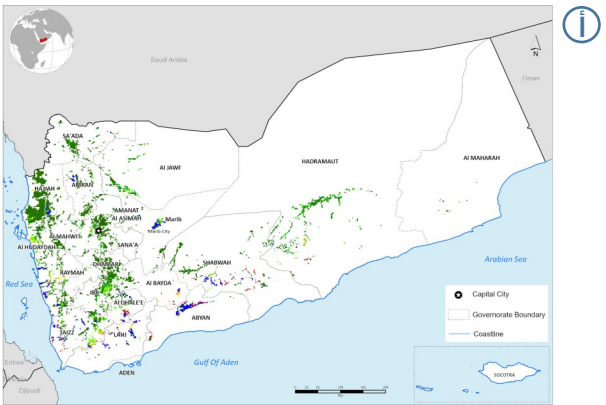 Saudi Arabia
N
Oman
SA'ADA
Al JAWF
HADRAMAUT
Al MAHARAH
AMRAN
HAJJAH
AMANAT
Al ASIMAH
Marib
Marib City
AL MAHWIT
SANA'A
Al HUDAYDAH
DHAMAR
SHABWAH
RAYMAH
Arabian Sea
Al BAYDA
Red Sea
IBB
Al DHALE'E
Capital City
ABYAN
Governorate Boundary
TAIZZ
LAHJ
Coastline
Eritrea
Gulf Of Aden
ADEN
SOCOTRA
Djibouti